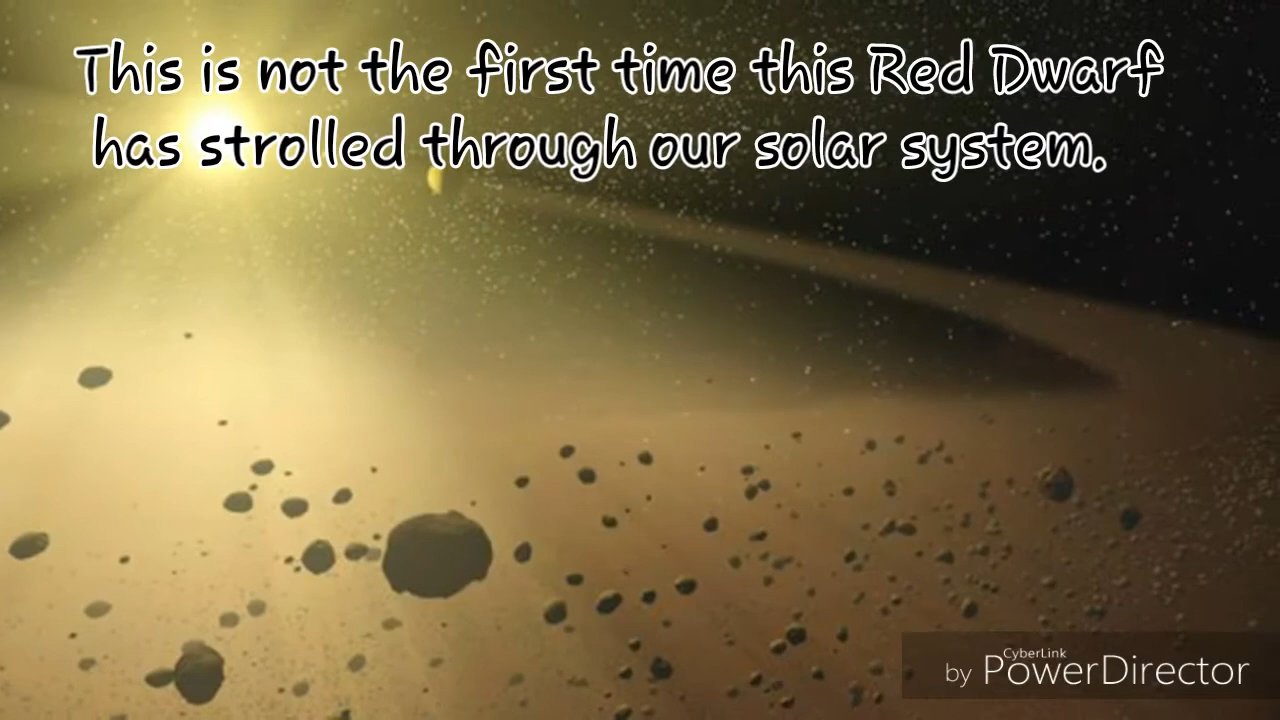 This is not the first time this Red Dwarf
has strolled through our solar system.
CyberLink
by PowerDirector